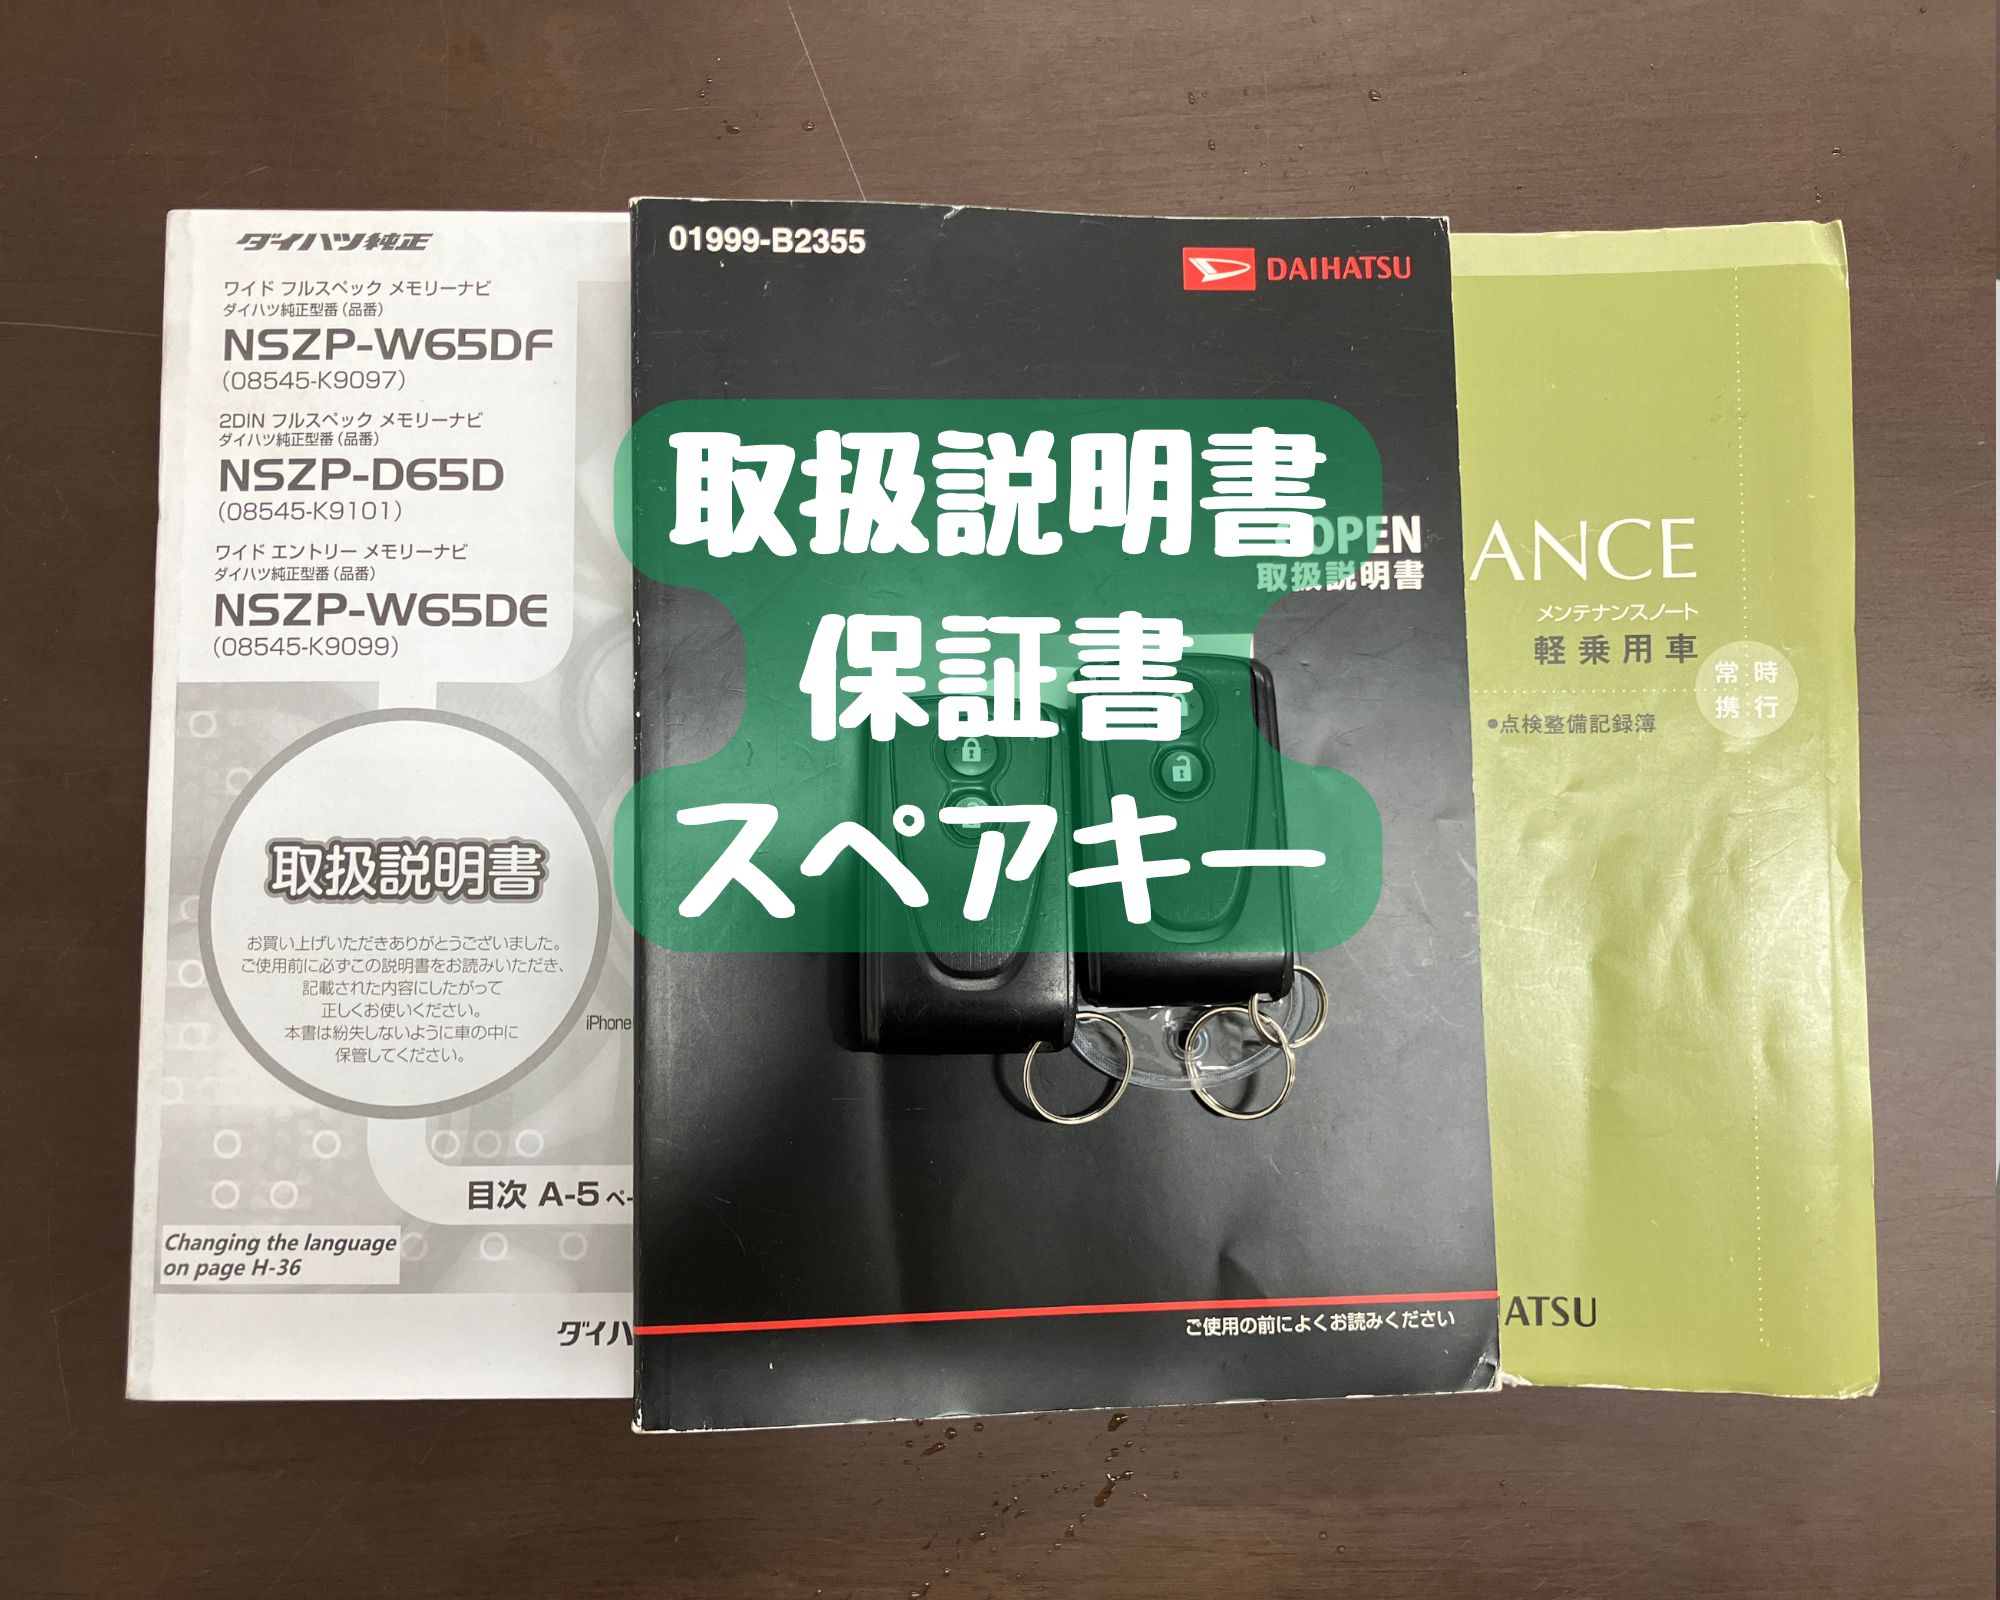 ダイハツ純正
ワイド フルスペック メモリーナビ
ダイハツ純正型番（品番）
NSZP-W65DF
(08545-K9097)
2DIN フルスペック メモリーナビ
ダイハツ純正型番（品番）
NSZP-D65D
(08545-K9101)
ワイド エントリー メモリーナビ
ダイハツ純正型番（品番）
NSZP-W65DE
(08545-K9099)
取扱説明書
お買い上げいただきありがとうございました。
ご使用前に必ずこの説明書をお読みいただき、
記載された内容にしたがって
正しくお使いください。
本書は紛失しないように車の中に
保管してください。
iPhone
目次 A-5 ペー
Changing the language
on page H-36
ダイハ
01999-B2355
DAIHATSU
取扱説明書
保証書
スペアキー
OPEN
取扱説明書
ご使用の前によくお読みください
ANCE
メンテナンスノート
軽乗用車
常時
携行
●点検整備記録簿
ATSU